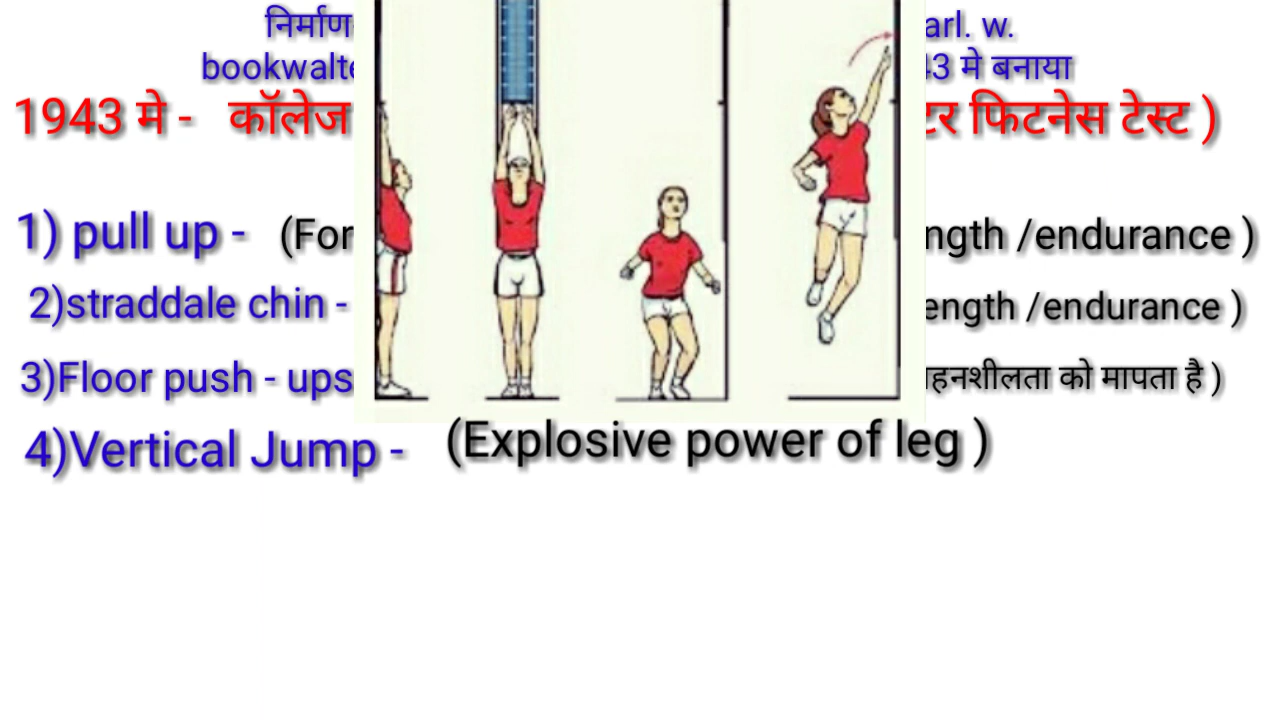 निर्माण arl. w.
bookwalte 43 मे बनाया
1943 मे - कॉलेज टर फिटनेस टेस्ट )
1) pull up - (For ngth /endurance )
2)straddale chin - ength /endurance )
3)Floor push - ups हनशीलता को मापता है )
4)Vertical Jump - (Explosive power of leg )